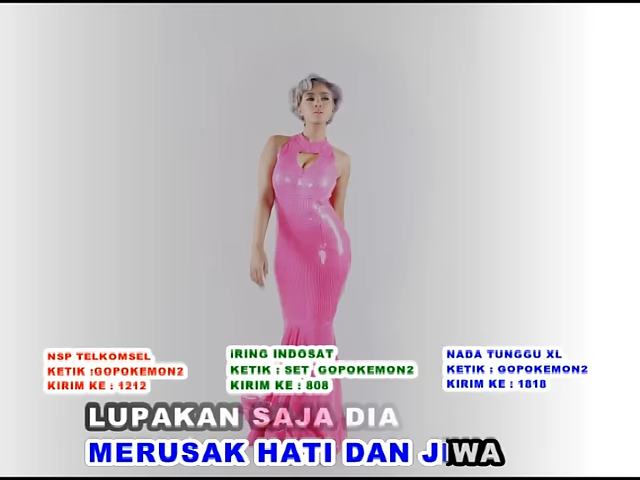 NSP TELKOMSEL
KETIK :GOPOKEMON2
KIRIM KE : 1212
iRING INDOSAT
KETIK : SET GOPOKEMON2
KIRIM KE : 808
NADA TUNGGU XL
KETIK : GOPOKEMON2
KIRIM KE : 1818
LUPAKAN SAJA DIA
MERUSAK HATI DAN JIWA